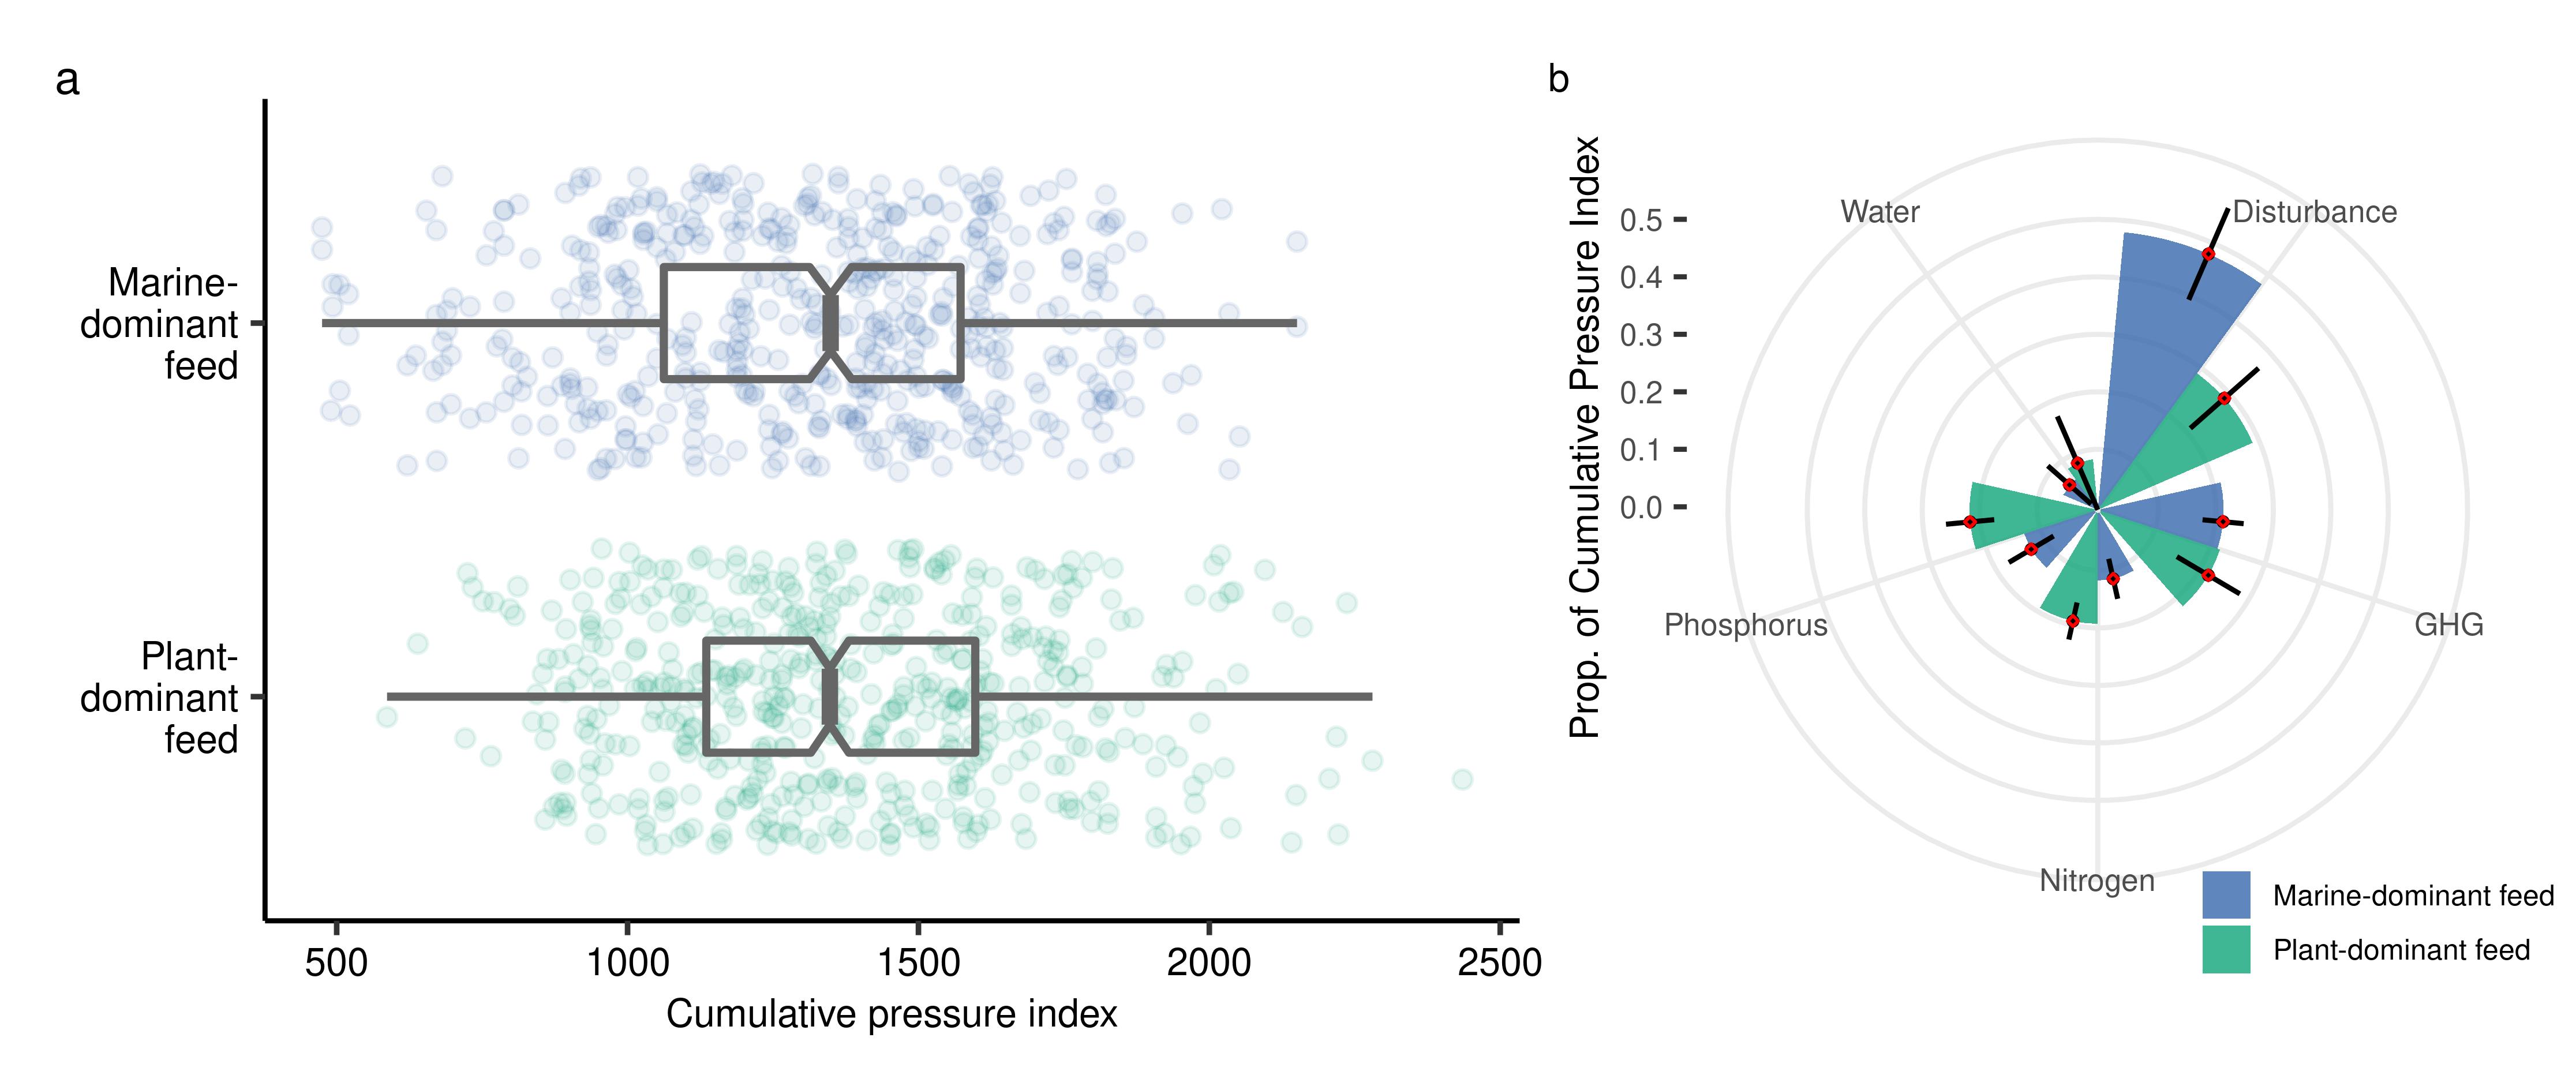 a
Marine-
dominant
feed
Plant-
dominant
feed
500 1000 1500 2000 2500
Cumulative pressure index
b
Prop. of Cumulative Pressure Index
0.5
0.4
0.3
0.2
0.1
0.0
Water
Disturbance
Phosphorus
GHG
Nitrogen
Marine-dominant feed
Plant-dominant feed